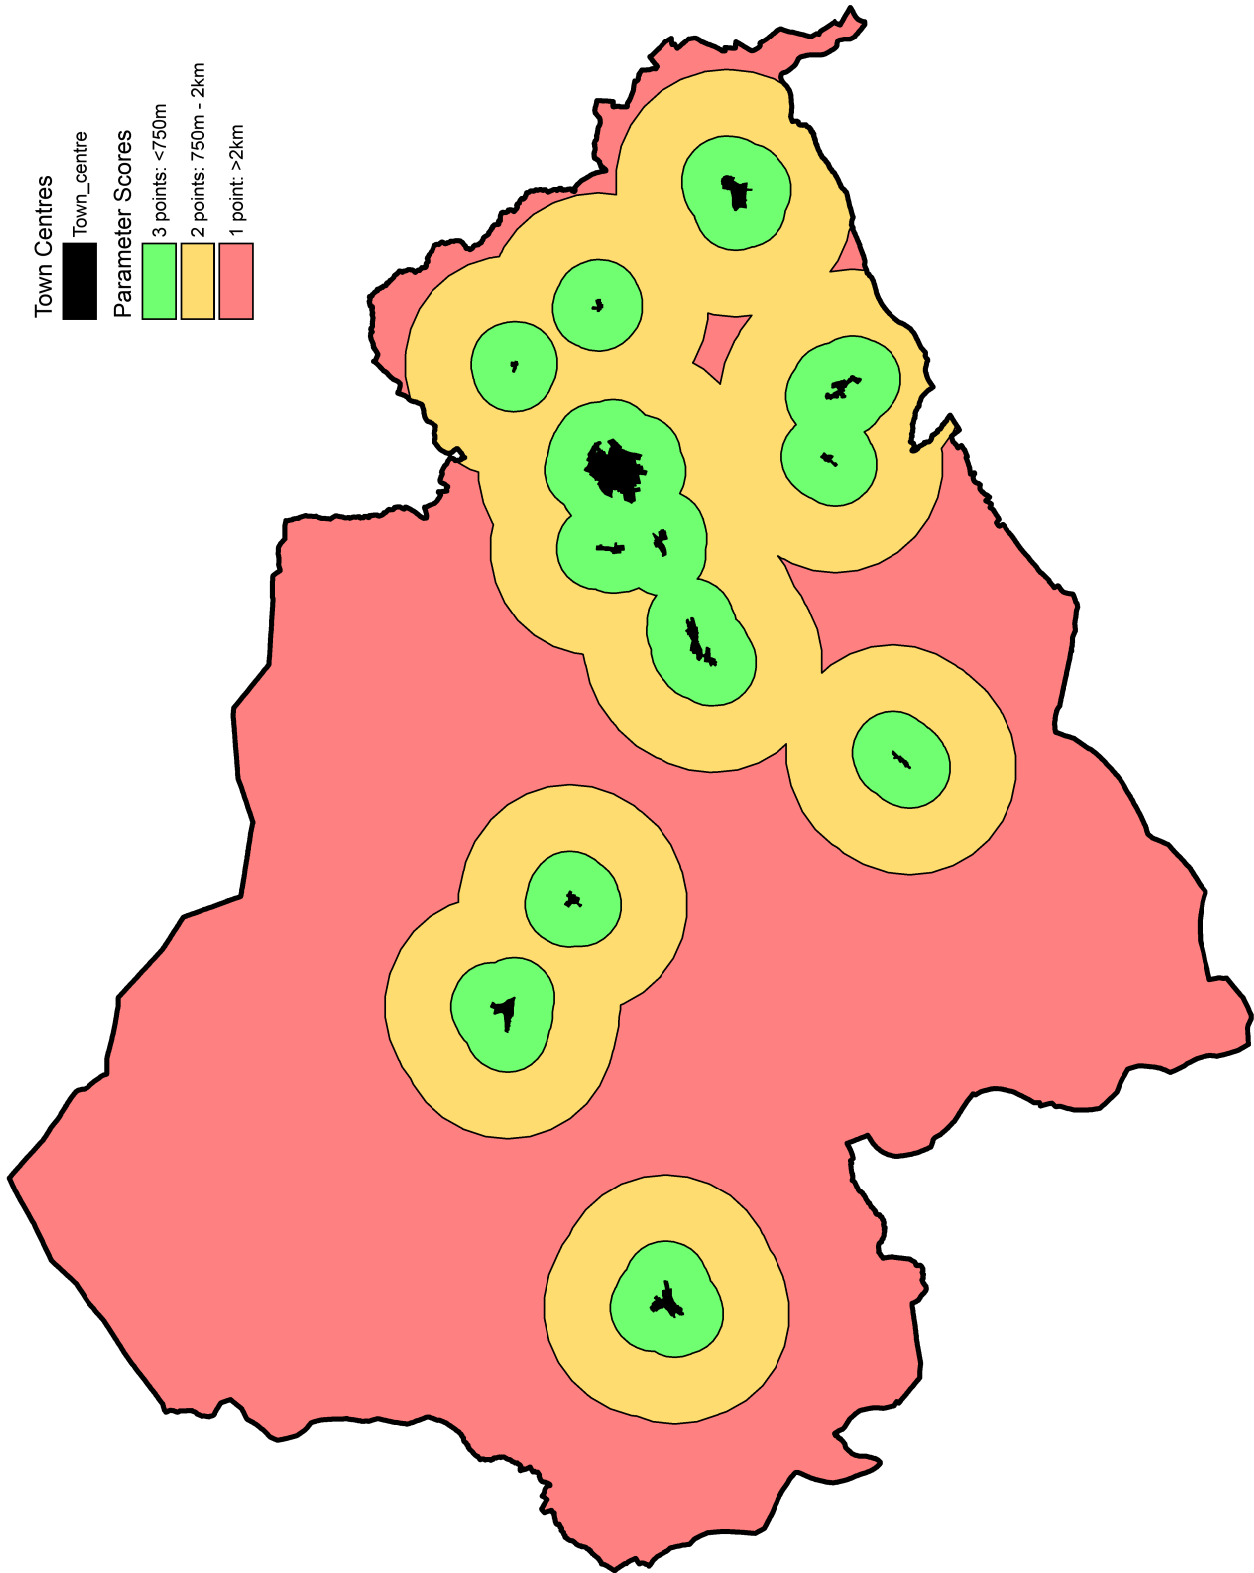 Town Centres
Town_centre
Parameter Scores
3 points: <750m
2 points: 750m - 2km
1 point: >2km